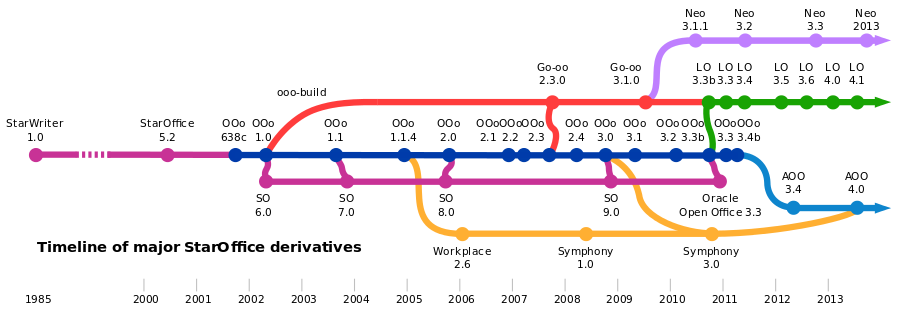 Neo Neo Neo Neo
3.1.1 3.2 3.3 2013
Go-oo Go-oo LO LO LO LO LO LO LO
2.3.0 3.1.0 3.3b 3.3 3.4 3.5 3.6 4.0 4.1
ooo-build
StarWriter StarOffice OOo OOo OOo OOo OOo OOo OOo OOo OOo OOo OOo OOo OOo OOo OOo
1.0 5.2 638c 1.0 1.1 1.1.4 2.0 2.1 2.2 2.3 2.4 3.0 3.1 3.2 3.3b 3.3 3.4b
AOO AOO
3.4 4.0
SO SO SO SO Oracle
6.0 7.0 8.0 9.0 Open Office 3.3
Timeline of major StarOffice derivatives
Workplace Symphony Symphony
2.6 1.0 3.0
1985 2000 2001 2002 2003 2004 2005 2006 2007 2008 2009 2010 2011 2012 2013